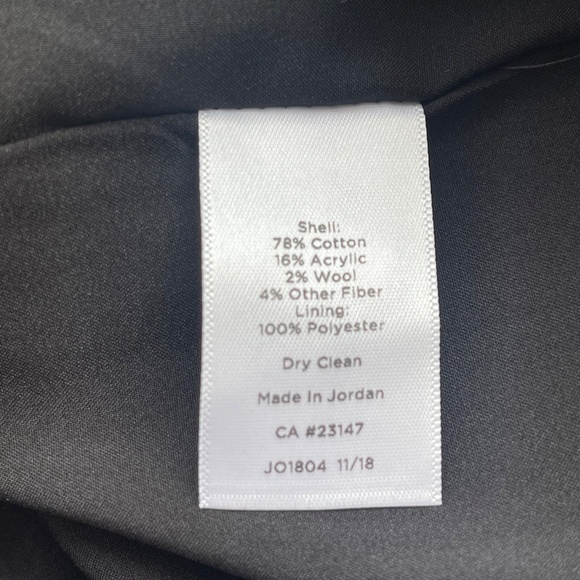 Shell:
78% Cotton
16% Acrylic
2% Wool
4% Other Fiber
Lining:
100% Polyester
Dry Clean
Made In Jordan
CA #23147
JO1804 11/18